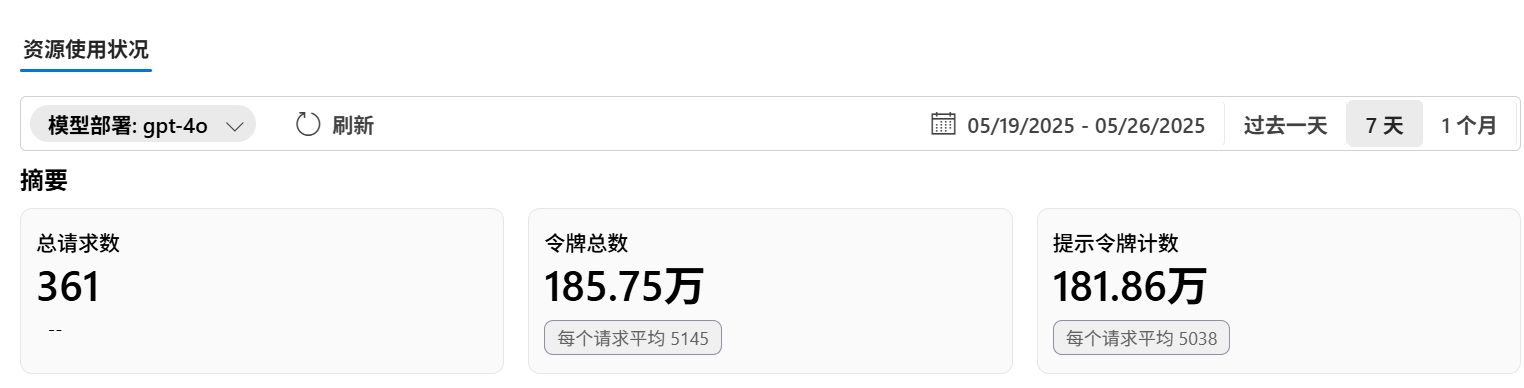 资源使用状况
模型部署: gpt-4o
刷新
05/19/2025 - 05/26/2025
过去一天
7 天
1 个月
摘要
总请求数
361
--
令牌总数
185.75万
每个请求平均 5145
提示令牌计数
181.86万
每个请求平均 5038